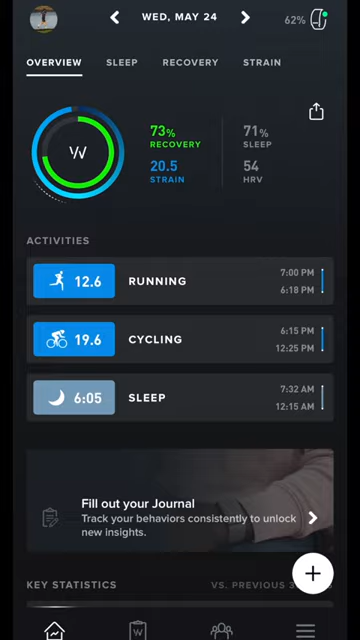 WED, MAY 24
62%
OVERVIEW SLEEP RECOVERY STRAIN
W
73% 71%
RECOVERY SLEEP
20.5 54
STRAIN HRV
ACTIVITIES
12.6 RUNNING 7:00 PM
6:18 PM
19.6 CYCLING 6:15 PM
12:25 PM
6:05 SLEEP 7:32 AM
12:15 AM
Fill out your Journal
Track your behaviors consistently to unlock
new insights.
KEY STATISTICS VS. PREVIOUS 3
W